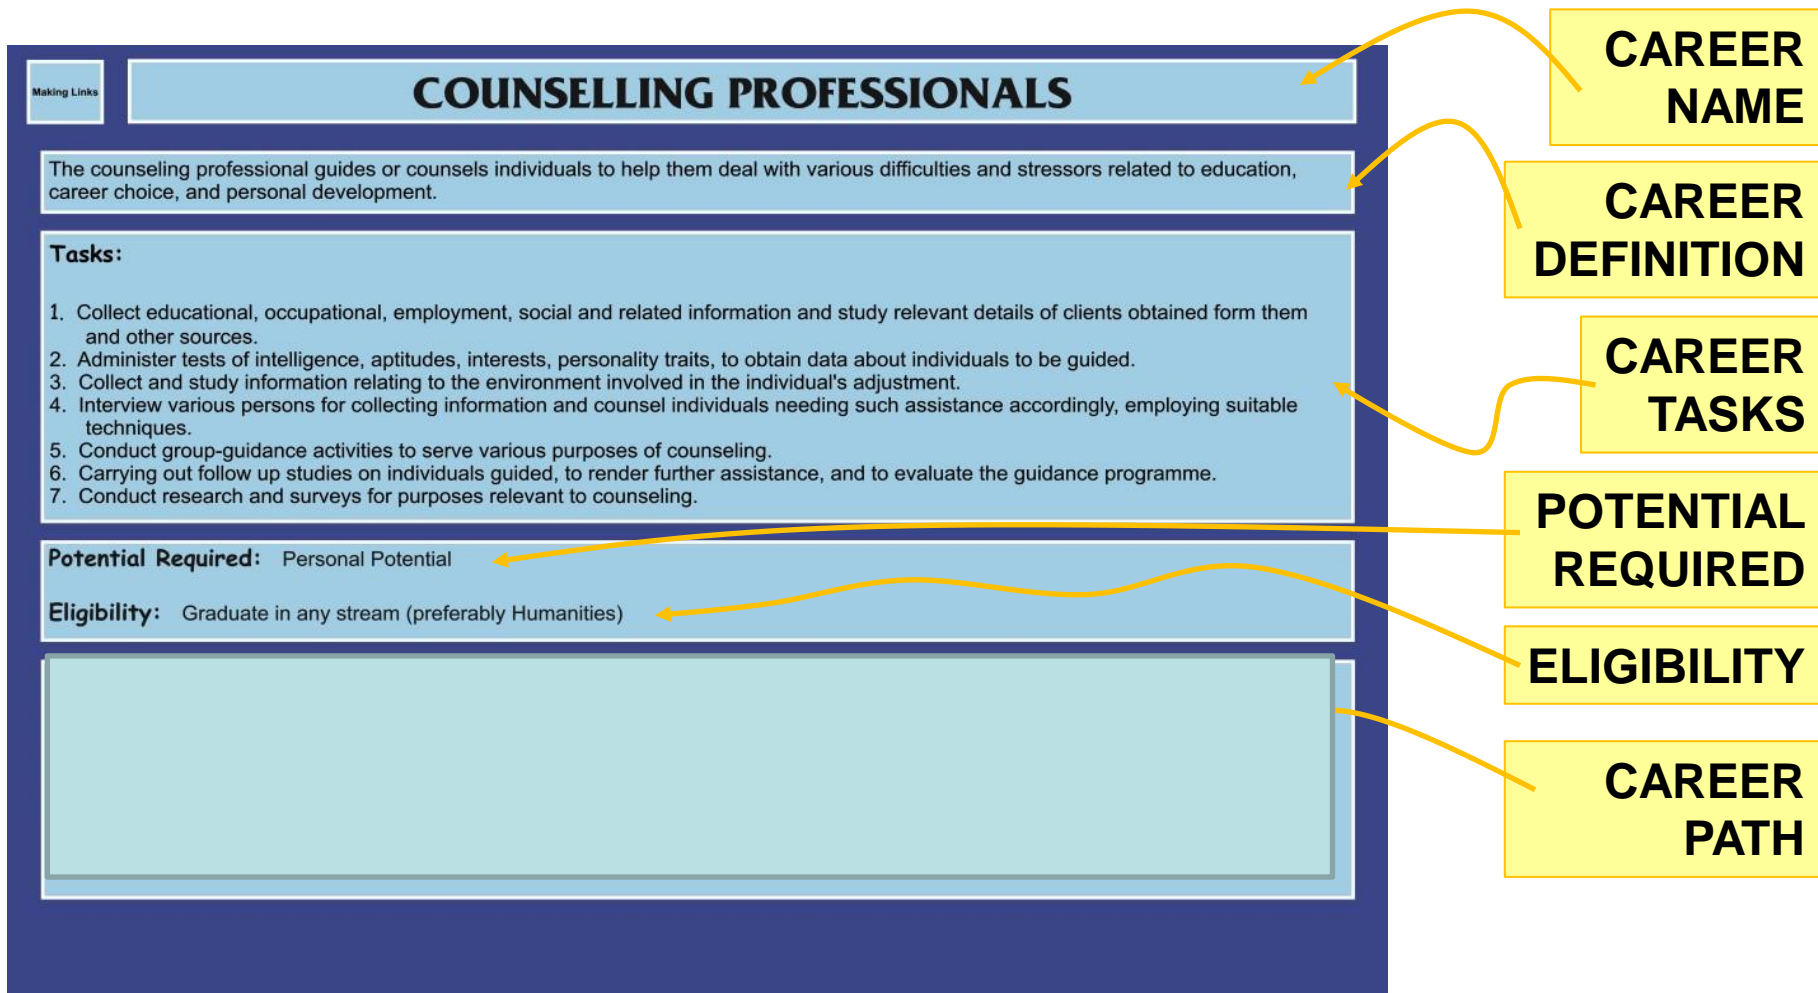 Making Links
COUNSELLING PROFESSIONALS
The counseling professional guides or counsels individuals to help them deal with various difficulties and stressors related to education,
career choice, and personal development.
Tasks:
1. Collect educational, occupational, employment, social and related information and study relevant details of clients obtained form them
and other sources.
2. Administer tests of intelligence, aptitudes, interests, personality traits, to obtain data about individuals to be guided.
3. Collect and study information relating to the environment involved in the individual's adjustment.
4. Interview various persons for collecting information and counsel individuals needing such assistance accordingly, employing suitable
techniques.
5. Conduct group-guidance activities to serve various purposes of counseling.
6. Carrying out follow up studies on individuals guided, to render further assistance, and to evaluate the guidance programme.
7. Conduct research and surveys for purposes relevant to counseling.
Potential Required: Personal Potential
Eligibility: Graduate in any stream (preferably Humanities)
CAREER
NAME
CAREER
DEFINITION
CAREER
TASKS
POTENTIAL
REQUIRED
ELIGIBILITY
CAREER
PATH